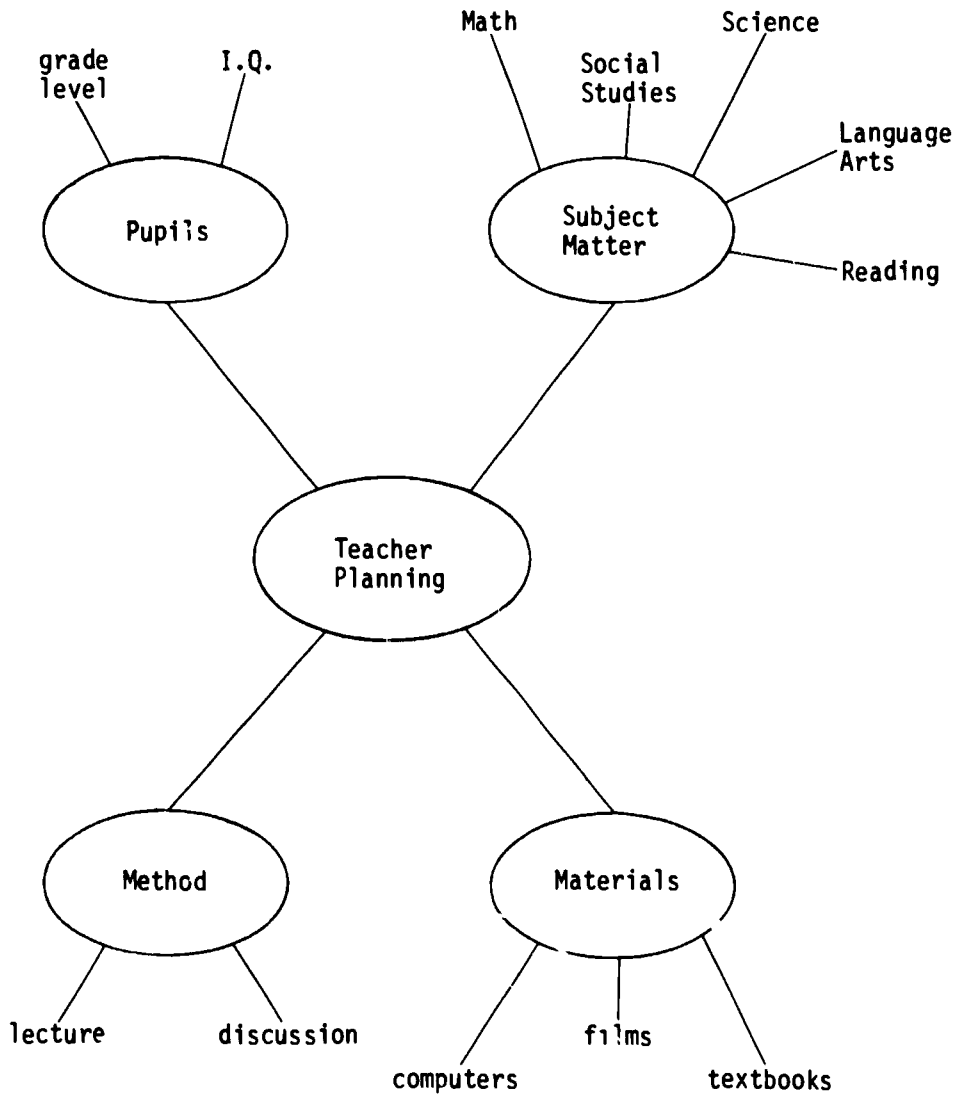 Math
Science
grade
level
I.Q.
Social
Studies
Language
Arts
Pupils
Subject
Matter
Reading
Teacher
Planning
Method
Materials
lecture
discussion
films
computers
textbooks